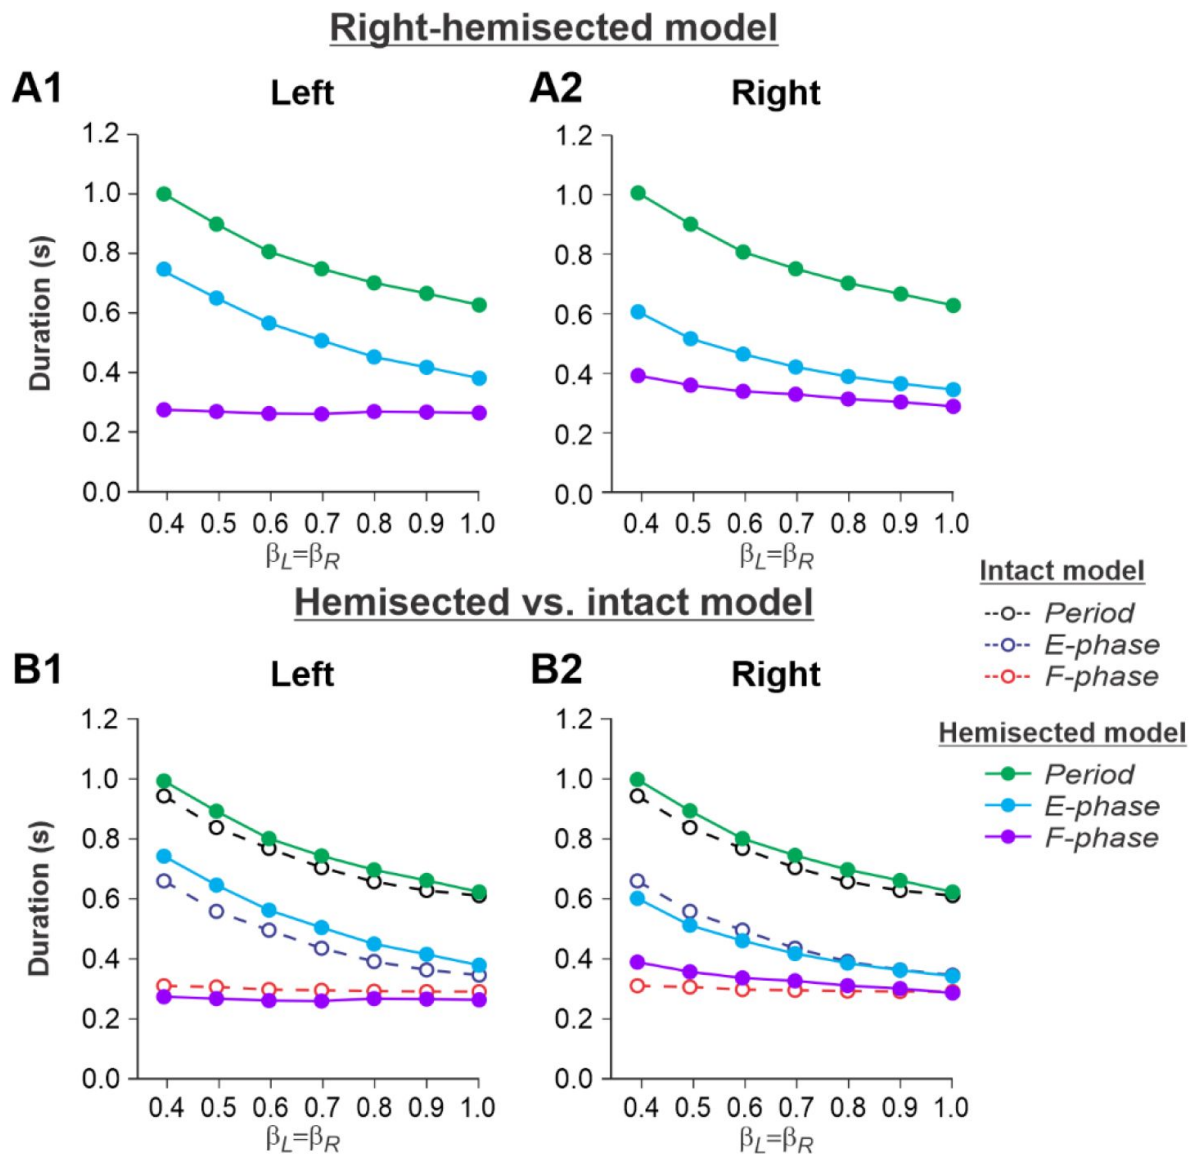 Right-hemisected model
A1 Left A2 Right
Duration (s)
1.2
1.0
0.8
0.6
0.4
0.2
0.0
0.4 0.5 0.6 0.7 0.8 0.9 1.0
βL=βR
1.2
1.0
0.8
0.6
0.4
0.2
0.0
0.4 0.5 0.6 0.7 0.8 0.9 1.0
βL=βR
Hemisected vs. intact model
B1 Left B2 Right
Duration (s)
1.2
1.0
0.8
0.6
0.4
0.2
0.0
0.4 0.5 0.6 0.7 0.8 0.9 1.0
βL=βR
1.2
1.0
0.8
0.6
0.4
0.2
0.0
0.4 0.5 0.6 0.7 0.8 0.9 1.0
βL=βR
Intact model
Period
E-phase
F-phase
Hemisected model
Period
E-phase
F-phase